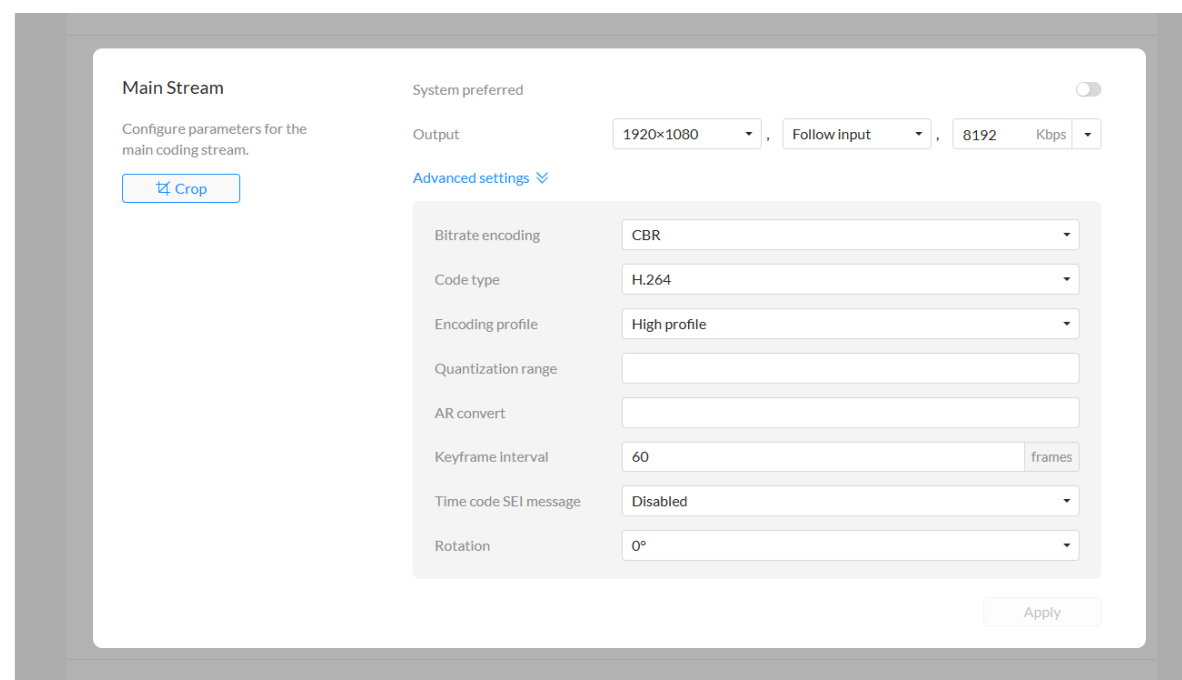 Main Stream
Configure parameters for the
main coding stream.
Crop
System preferred
Output 1920×1080 , Follow input , 8192 Kbps
Advanced settings
Bitrate encoding CBR
Code type H.264
Encoding profile High profile
Quantization range
AR convert
Keyframe interval 60 frames
Time code SEI message Disabled
Rotation 0°
Apply